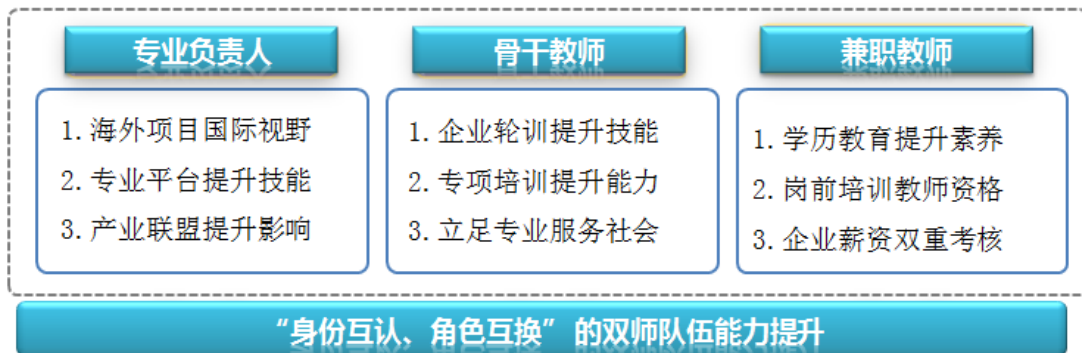 专业负责人
1.海外项目国际视野
2.专业平台提升技能
3.产业联盟提升影响
骨干教师
1.企业轮训提升技能
2.专项培训提升能力
3.立足专业服务社会
兼职教师
1.学历教育提升素养
2.岗前培训教师资格
3.企业薪资双重考核
“身份互认、角色互换” 的双师队伍能力提升